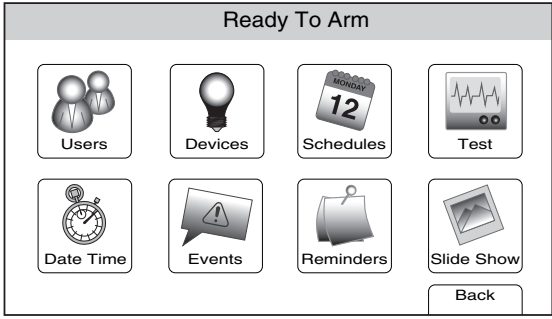 Ready To Arm
MONDAY
12
Users
Devices
Schedules
Test
Date Time
Events
Reminders
Slide Show
Back